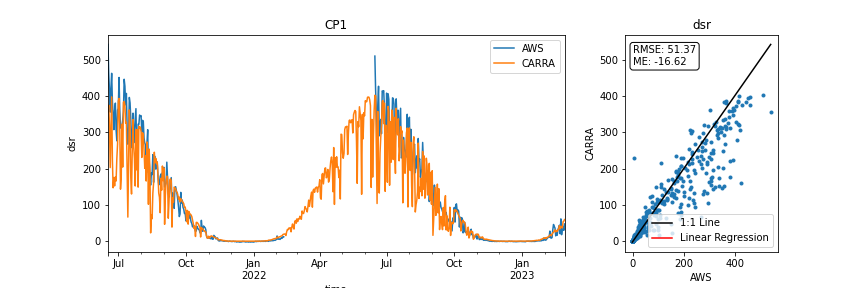 CP1
dsr
AWS
CARRA
dsr
500
400
300
200
100
0
Jul
Oct
Jan
2022
Apr
Jul
Oct
Jan
2023
time
dsr
RMSE: 51.37
ME: -16.62
CARRA
500
400
300
200
100
0
1:1 Line
Linear Regression
0
200
400
AWS